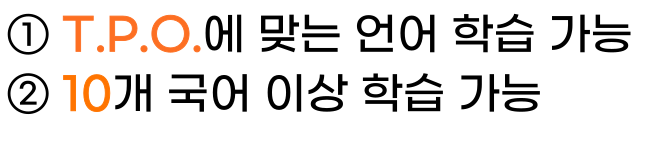 ① T.P.O.에 맞는 언어 학습 가능
② 10개 국어 이상 학습 가능